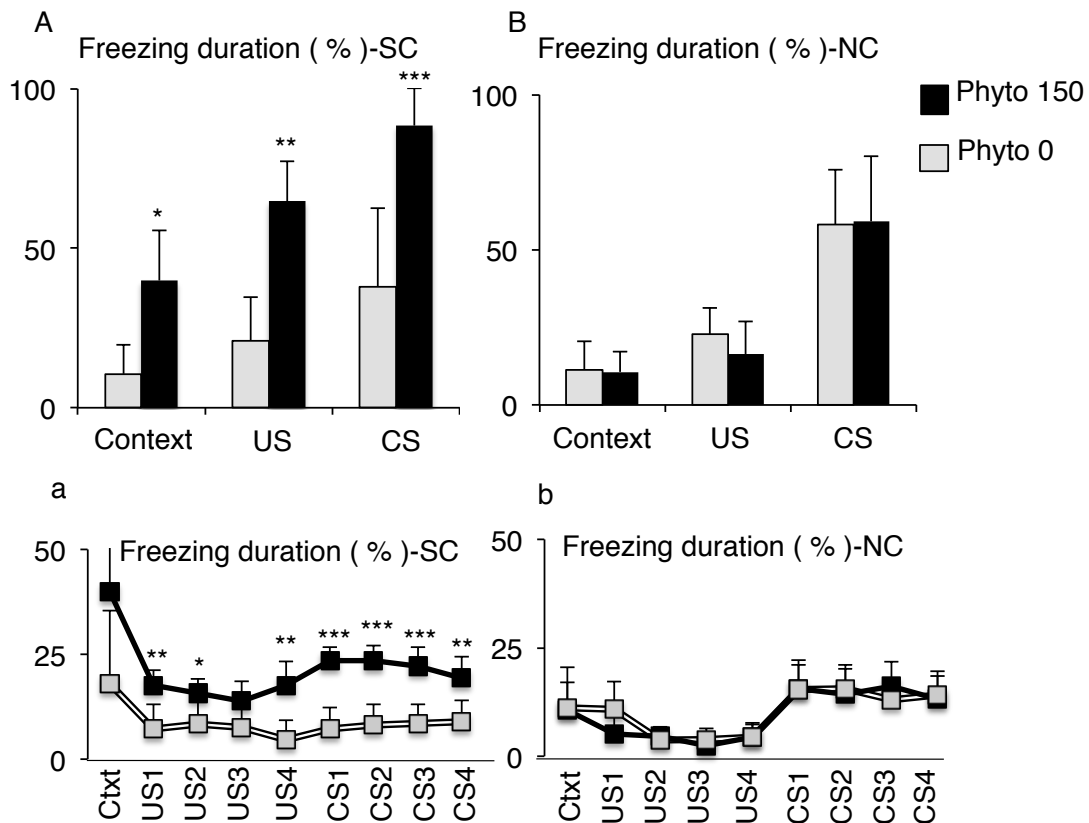 A
Freezing duration ( % )-SC
100
50
0
*
**
***
Context US CS
B
Freezing duration ( % )-NC
100
50
0
Context US CS
Phyto 150
Phyto 0
a
Freezing duration ( % )-SC
50
25
0
** * ** *** *** *** **
Ctxt US1 US2 US3 US4 CS1 CS2 CS3 CS4
b
Freezing duration ( % )-NC
50
25
0
Ctxt US1 US2 US3 US4 CS1 CS2 CS3 CS4